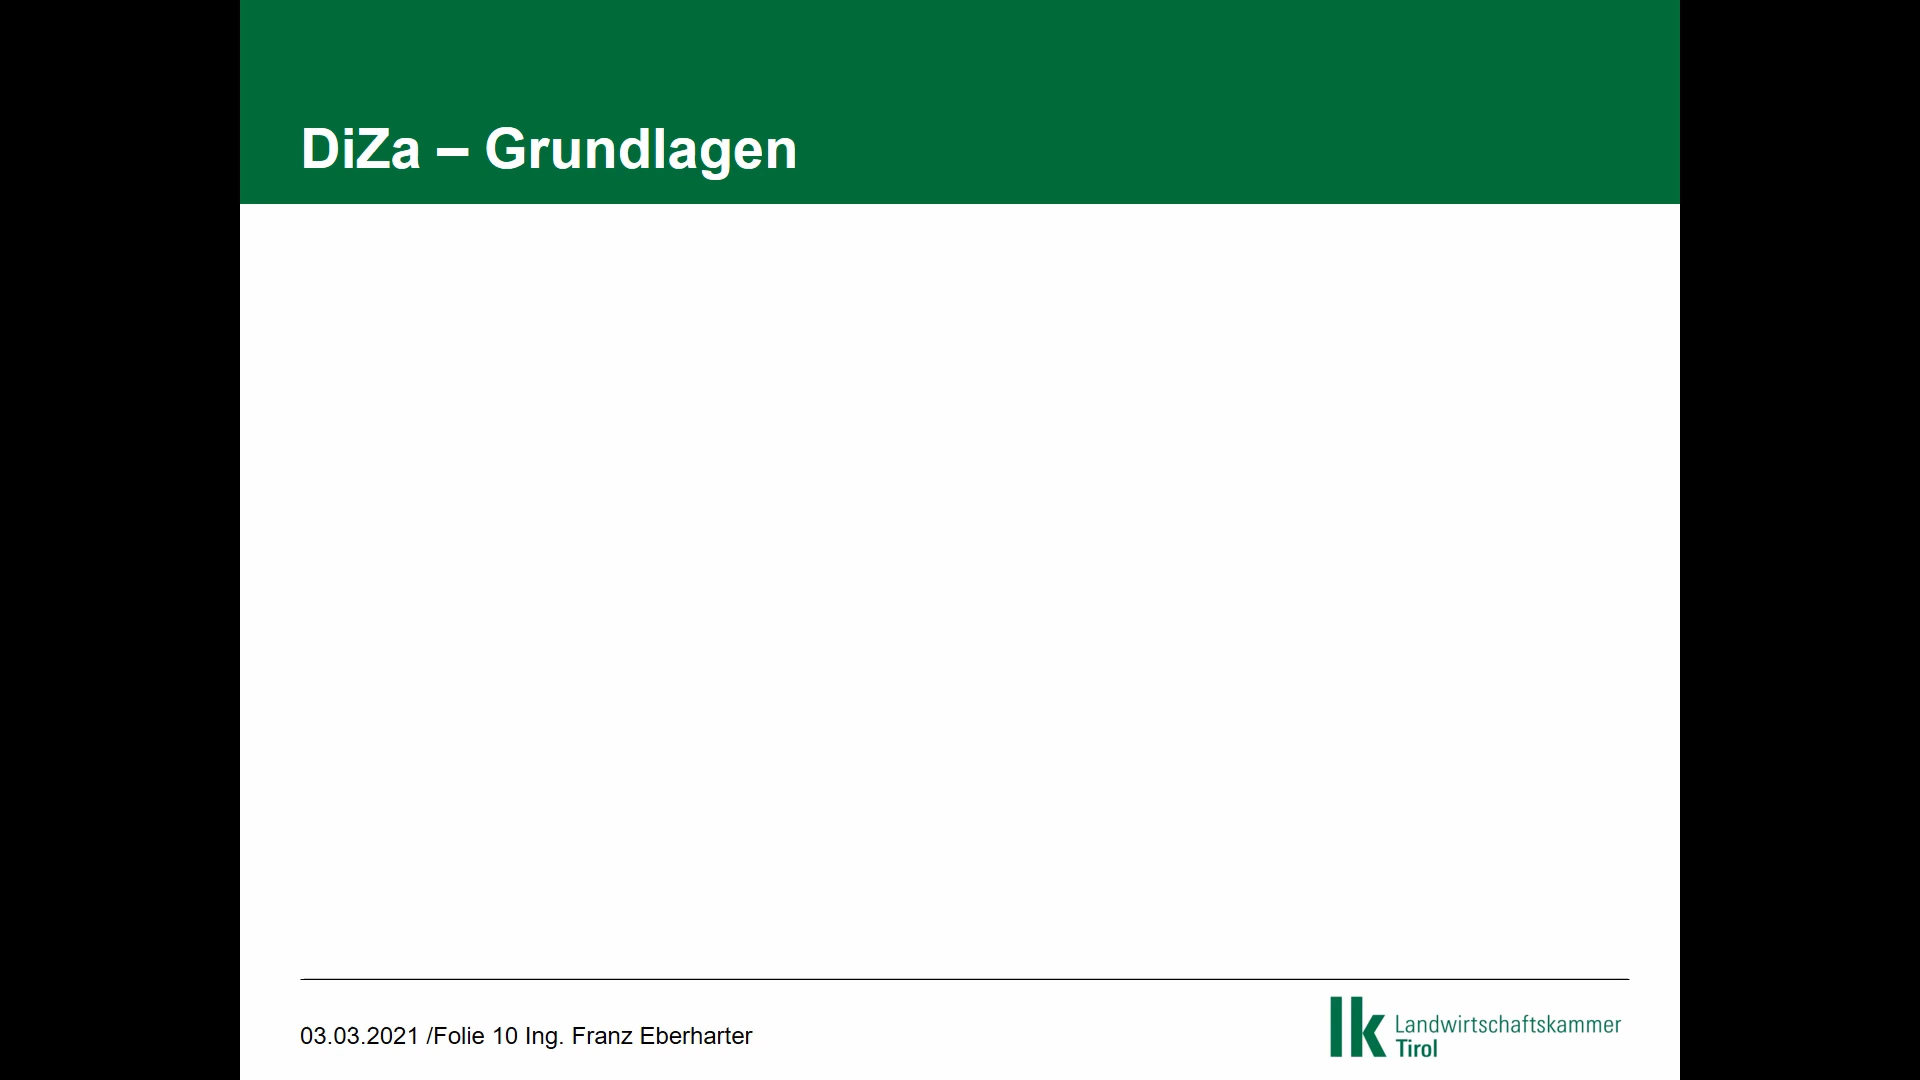 DiZa – Grundlagen
03.03.2021 /Folie 10 Ing. Franz Eberharter
lk Landwirtschaftskammer
Tirol